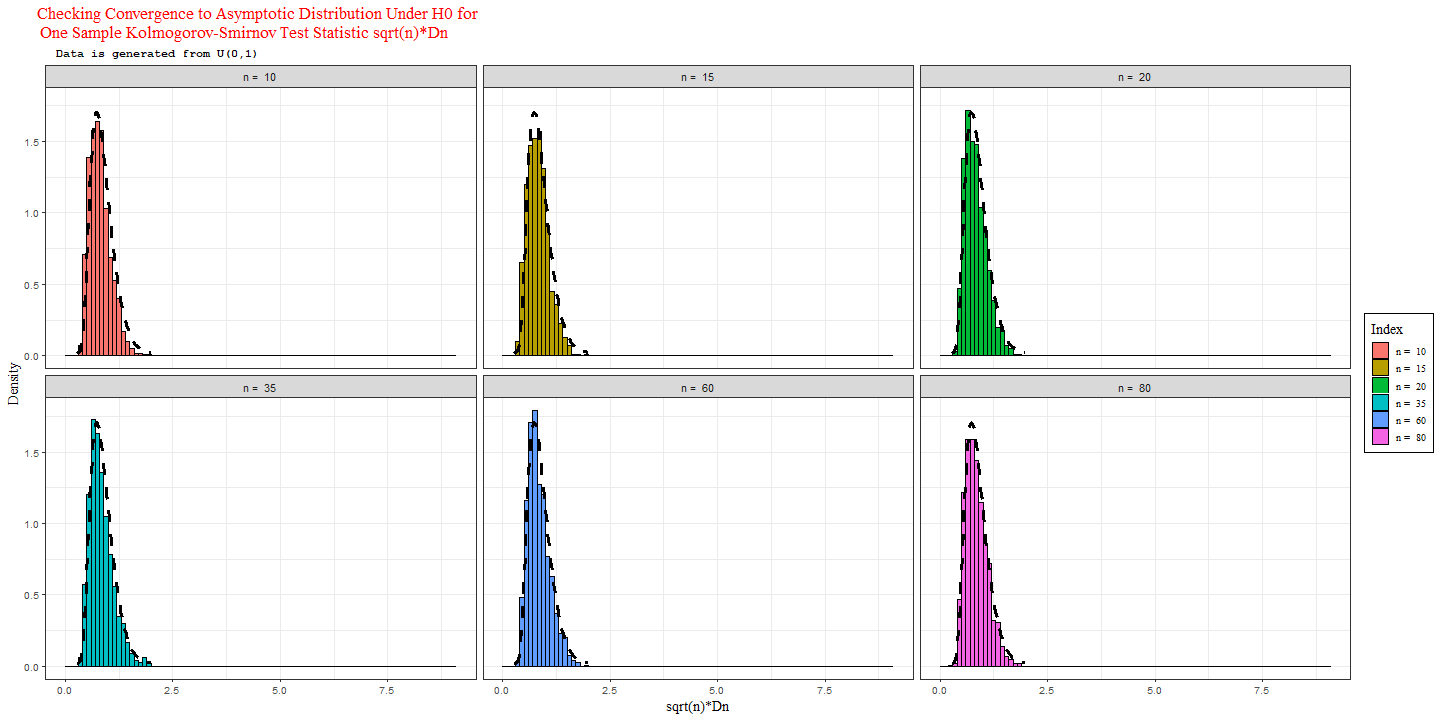 Checking Convergence to Asymptotic Distribution Under H0 for
One Sample Kolmogorov-Smirnov Test Statistic sqrt(n)*Dn
Data is generated from U(0,1)
n = 10
n = 15
n = 20
1.5
1.0
0.5
0.0
n = 35
n = 60
n = 80
1.5
1.0
0.5
0.0
Density
0.0 2.5 5.0 7.5
0.0 2.5 5.0 7.5
0.0 2.5 5.0 7.5
sqrt(n)*Dn
Index
n = 10
n = 15
n = 20
n = 35
n = 60
n = 80